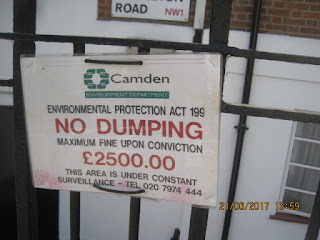 ROAD NW1
Camden
ENVIRONMENT DEPARTMENT
ENVIRONMENTAL PROTECTION ACT 199
NO DUMPING
MAXIMUM FINE UPON CONVICTION
£2500.00
THIS AREA IS UNDER CONSTANT
SURVEILLANCE - TEL 020 7974 444
21/06/2017 13:59